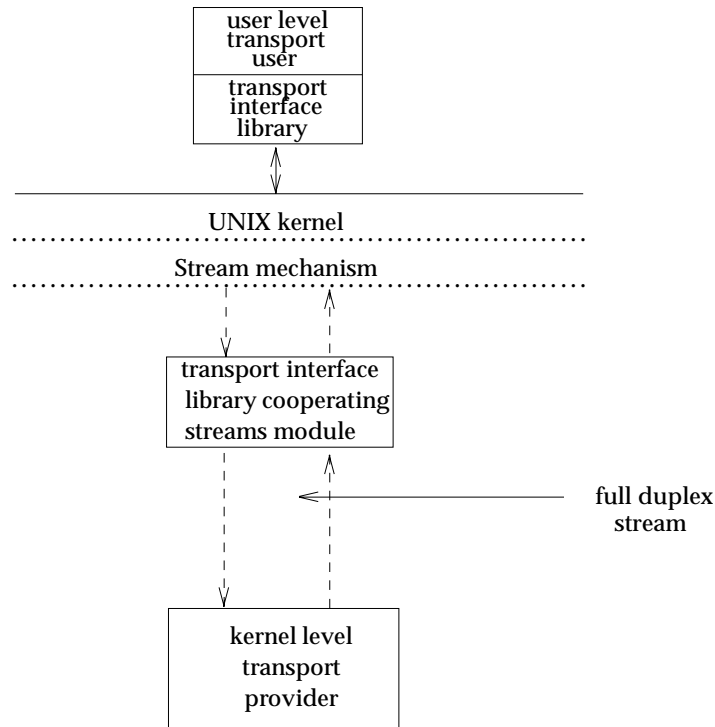 user level
transport
user
transport
interface
library
UNIX kernel
Stream mechanism
transport interface
library cooperating
streams module
full duplex
stream
kernel level
transport
provider